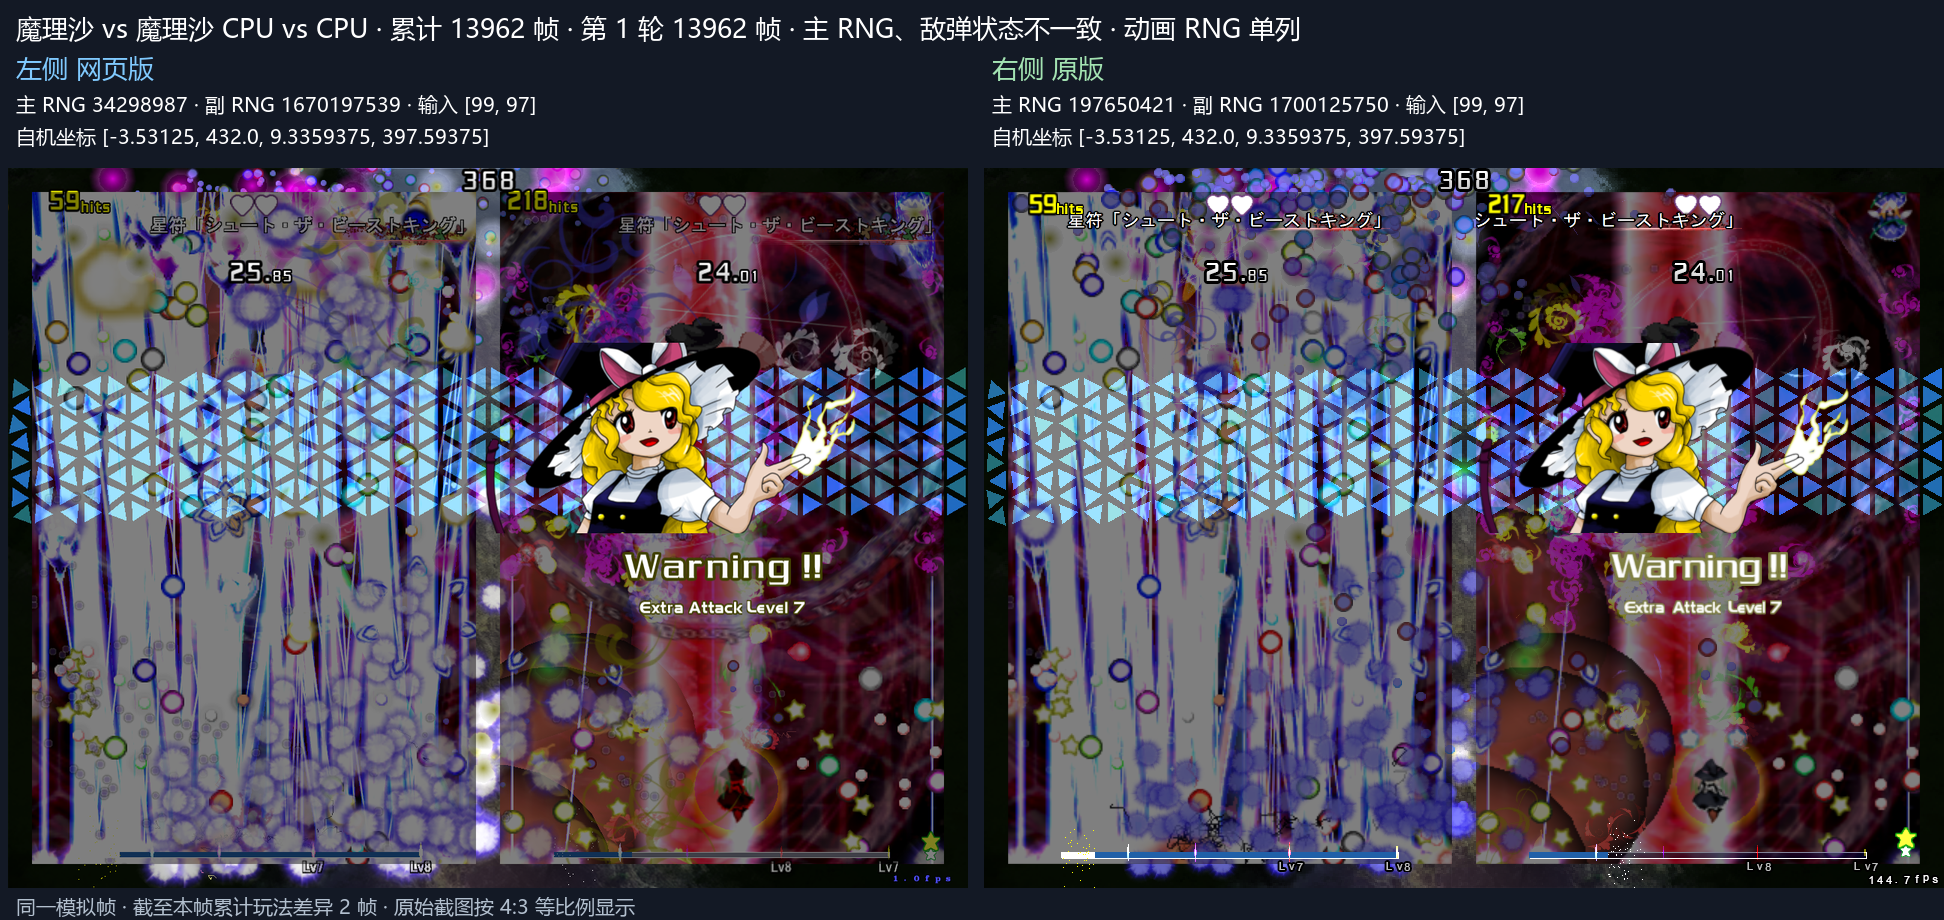 魔理沙 vs 魔理沙 CPU vs CPU · 累计 13962 帧 · 第 1 轮 13962 帧 · 主 RNG、敌弹状态不一致 · 动画 RNG 单列
左侧 网页版
主 RNG 34298987 · 副 RNG 1670197539 · 输入 [99, 97]
自机坐标 [-3.53125, 432.0, 9.3359375, 397.59375]
右侧 原版
主 RNG 197650421 · 副 RNG 1700125750 · 输入 [99, 97]
自机坐标 [-3.53125, 432.0, 9.3359375, 397.59375]
368
59hits
218hits
星符「シュート・ザ・ビーストキング」
星符「シュート・ザ・ビーストキング」
25.85
24.01
Warning !!
Extra Attack Level 7
Lv7
Lv8
Lv8
Lv7
1.0fps
368
59hits
217hits
星符「シュート・ザ・ビーストキング」
シュート・ザ・ビーストキング」
25.85
24.01
Warning !!
Extra Attack Level 7
Lv7
Lv8
Lv8
Lv7
144.7fps
同一模拟帧 · 截至本帧累计玩法差异 2 帧 · 原始截图按 4:3 等比例显示